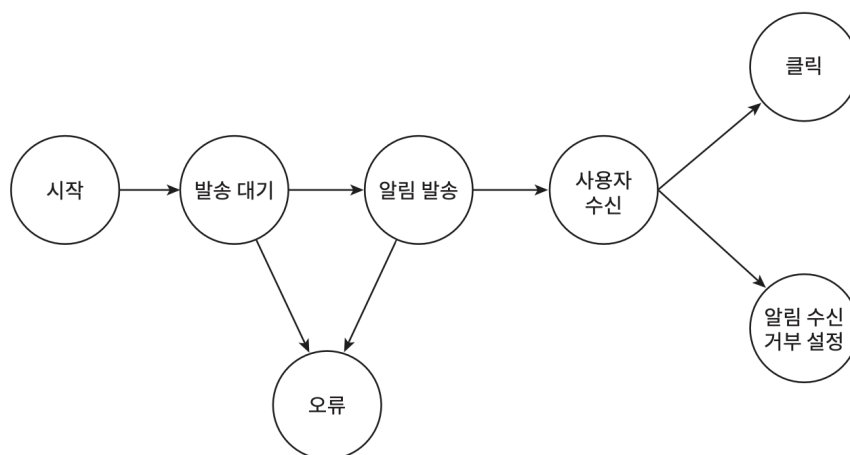 클릭
시작
발송 대기
알림 발송
사용자
수신
알림 수신
거부 설정
오류